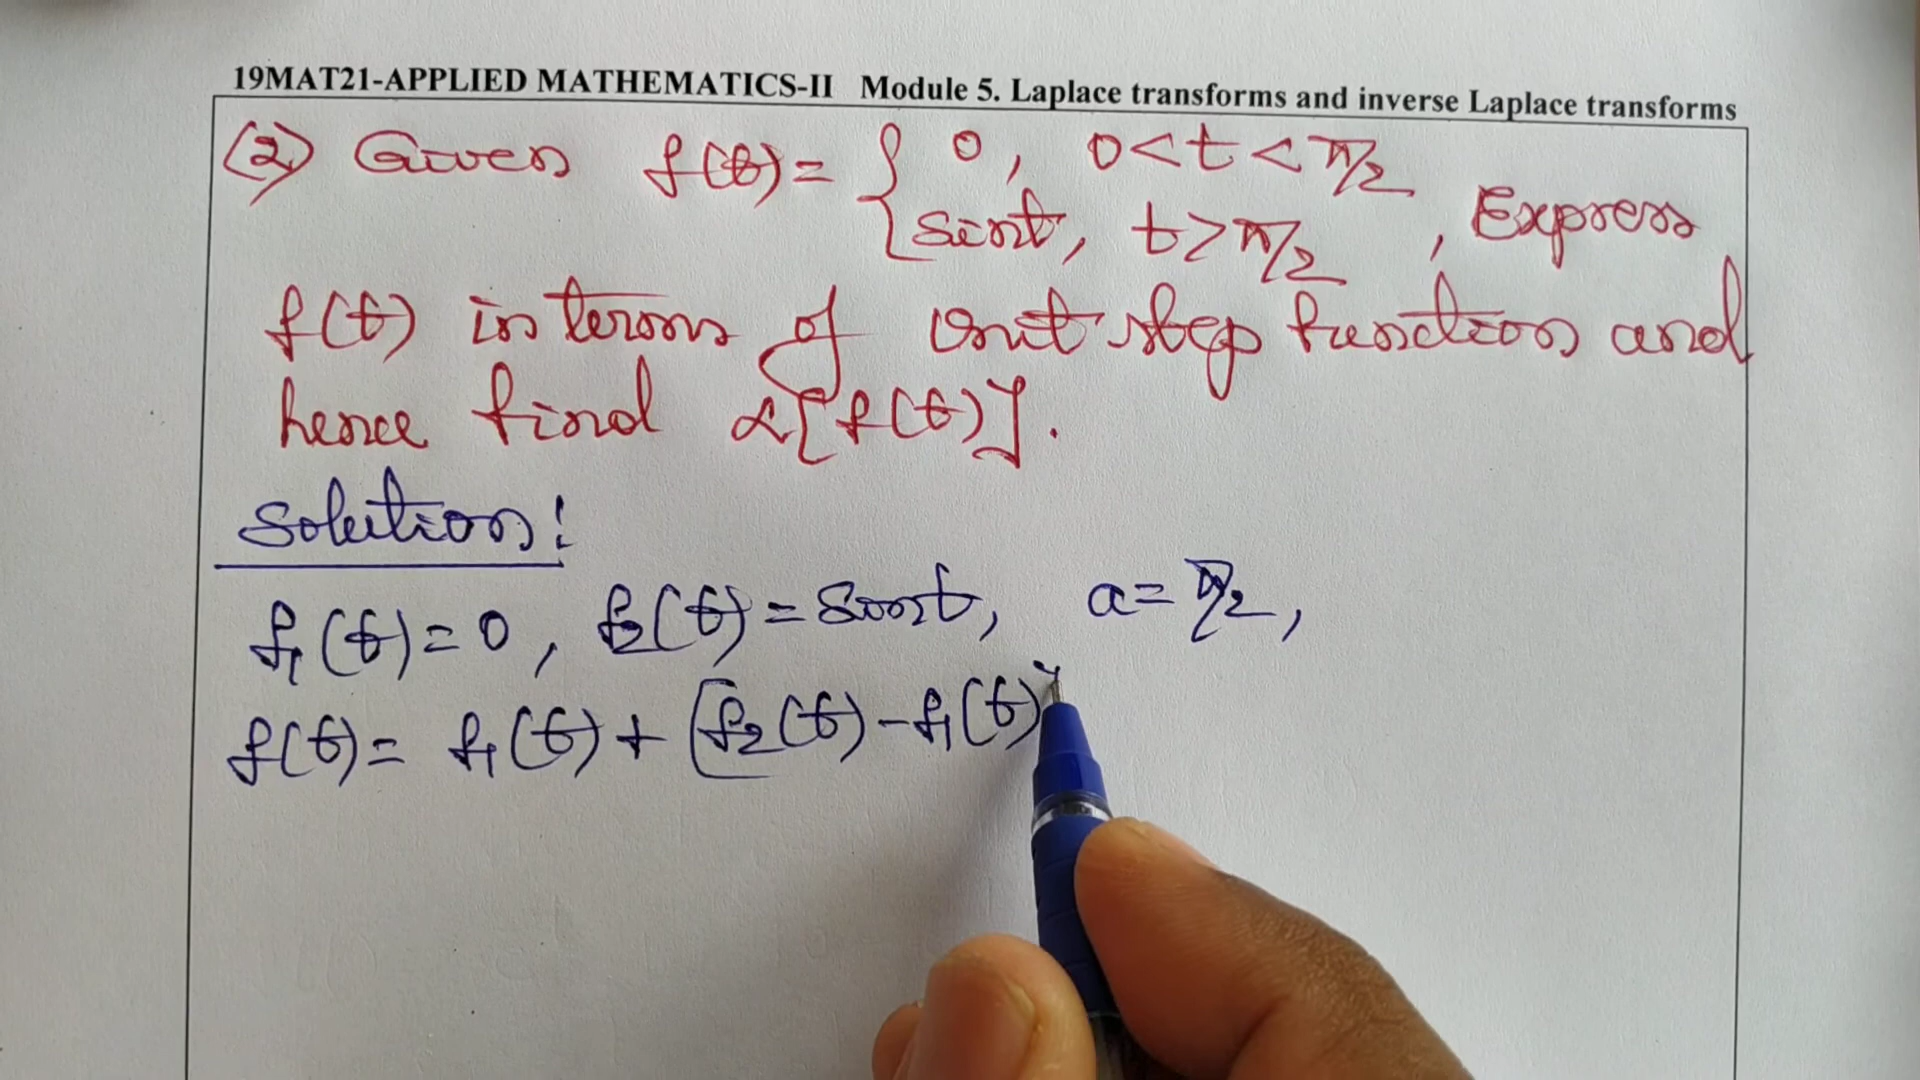 19MAT21-APPLIED MATHEMATICS-II Module 5. Laplace transforms and inverse Laplace transforms
(2) Given f(t) = { 0, 0<t<π/2
sint, t>π/2 , Express
f(t) in terms of unit step function and
hence find L[f(t)].
Solution:
f₁(t) = 0, f₂(t) = sint, a = π/2,
f(t) = f₁(t) + [f₂(t) - f₁(t)]